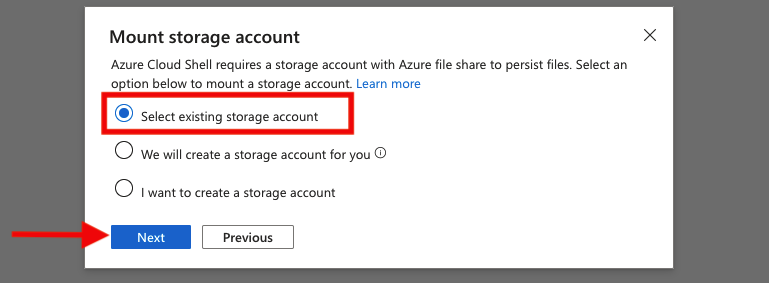 Mount storage account
Azure Cloud Shell requires a storage account with Azure file share to persist files. Select an
option below to mount a storage account. Learn more
Select existing storage account
We will create a storage account for you
I want to create a storage account
Next
Previous